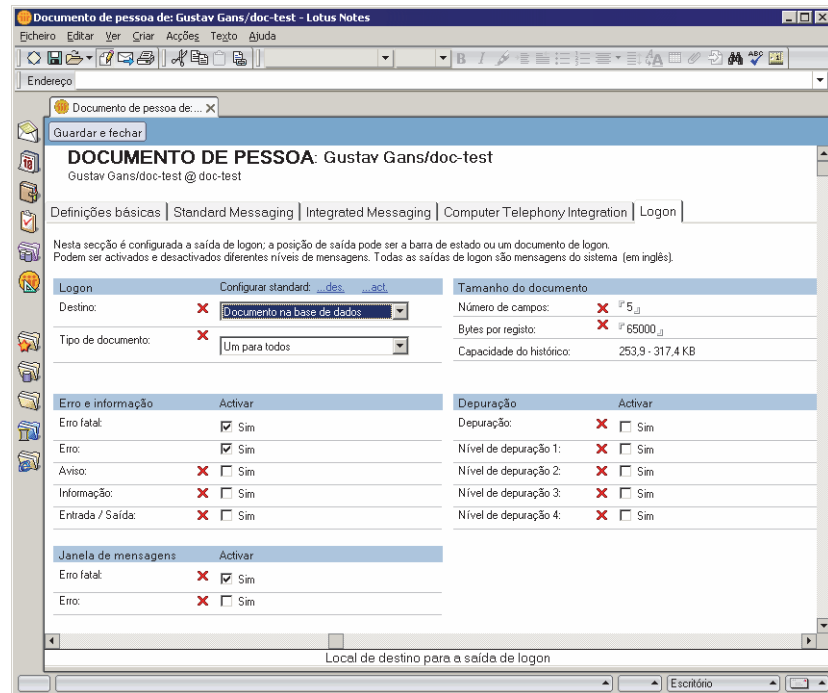 Documento de pessoa de: Gustav Gans/doc-test - Lotus Notes
Ficheiro Editar Ver Criar Acções Texto Ajuda
B I
Endereço
Documento de pessoa de:... X
Guardar e fechar
DOCUMENTO DE PESSOA: Gustav Gans/doc-test
Gustav Gans/doc-test @ doc-test
Definições básicas | Standard Messaging | Integrated Messaging | Computer Telephony Integration | Logon
Nesta secção é configurada a saída de logon; a posição de saída pode ser a barra de estado ou um documento de logon.
Podem ser activados e desactivados diferentes níveis de mensagens. Todas as saídas de logon são mensagens do sistema (em inglês).
Logon Configurar standard: ...des. ...act.
Destino: Documento na base de dados
Tipo de documento: Um para todos
Tamanho do documento
Número de campos: 5
Bytes por registo: 65000
Capacidade do histórico: 253,9 - 317,4 KB
Erro e informação Activar
Erro fatal: Sim
Erro: Sim
Aviso: Sim
Informação: Sim
Entrada / Saída: Sim
Depuração Activar
Depuração: Sim
Nível de depuração 1: Sim
Nível de depuração 2: Sim
Nível de depuração 3: Sim
Nível de depuração 4: Sim
Janela de mensagens Activar
Erro fatal: Sim
Erro: Sim
Local de destino para a saída de logon
Escritório